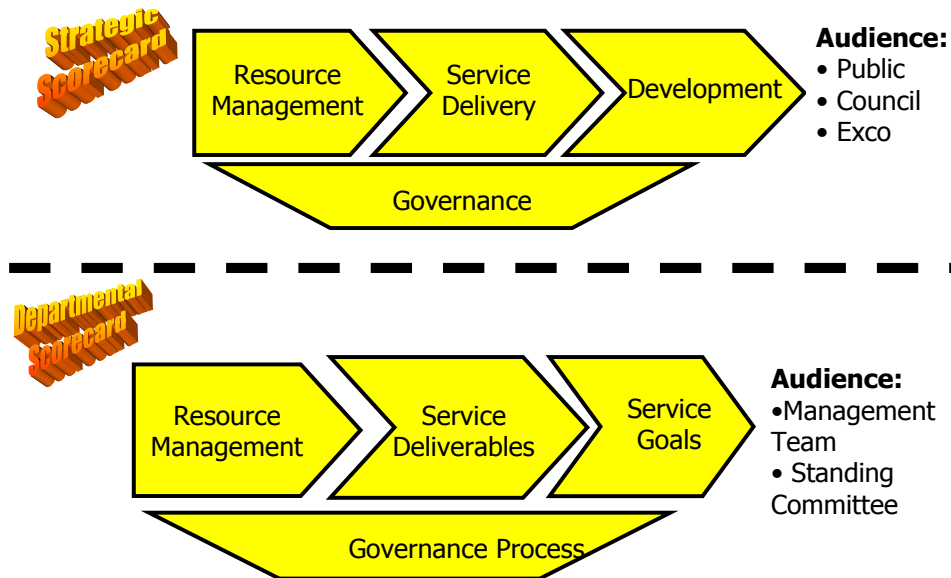 Strategic
Scorecard
Resource
Management
Service
Delivery
Development
Audience:
• Public
• Council
• Exco
Governance
Departmental
Scorecard
Resource
Management
Service
Deliverables
Service
Goals
Audience:
•Management
Team
• Standing
Committee
Governance Process